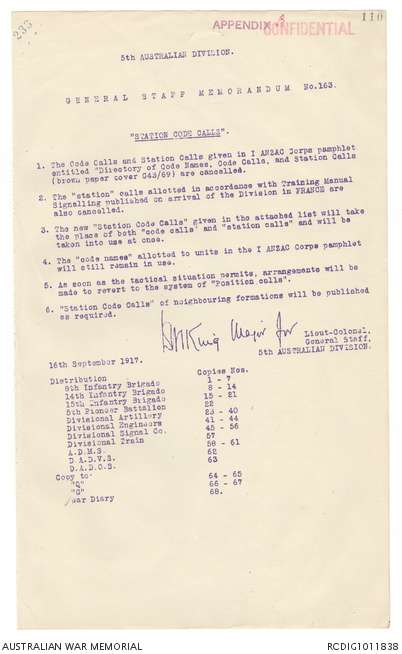 233
APPENDIX 8
CONFIDENTIAL
110
5th AUSTRALIAN DIVISION.
GENERAL STAFF MEMORANDUM No.163.
"STATION CODE CALLS".
1. The Code Calls and Station Calls given in I ANZAC Corps pamphlet
entitled "Directory of Code Names, Code Calls, and Station Calls
(brown paper cover G43/69) are cancelled.
2. The "station" calls allotted in accordance with Training Manual
Signalling published on arrival of the Division in FRANCE are
also cancelled.
3. The new "Station Code Calls" given in the attached list will take
the place of both "code calls" and "station calls" and will be
taken into use at once.
4. The "code names" allotted to units in the I ANZAC Corps pamphlet
will still remain in use.
5. As soon as the tactical situation permits, arrangements will be
made to revert to the system of "Position calls".
6. "Station Code Calls" of neighbouring formations will be published
as required.
King Major for
Lieut-Colonel.
General Staff.
5th AUSTRALIAN DIVISION.
16th September 1917.
Distribution Copies Nos.
8th Infantry Brigade 1 - 7
14th Infantry Brigade 8 - 14
15th Infantry Brigade 15 - 21
5th Pioneer Battalion 22
Divisional Artillery 23 - 40
Divisional Engineers 41 - 44
Divisional Signal Co. 45 - 56
Divisional Train 57
A.D.M.S. 58 - 61
D.A.D.V.S. 62
D.A.D.O.S. 63
Copy to-
"Q" 64 - 65
"G" 66 - 67
War Diary 68.
AUSTRALIAN WAR MEMORIAL
RCDIG1011838